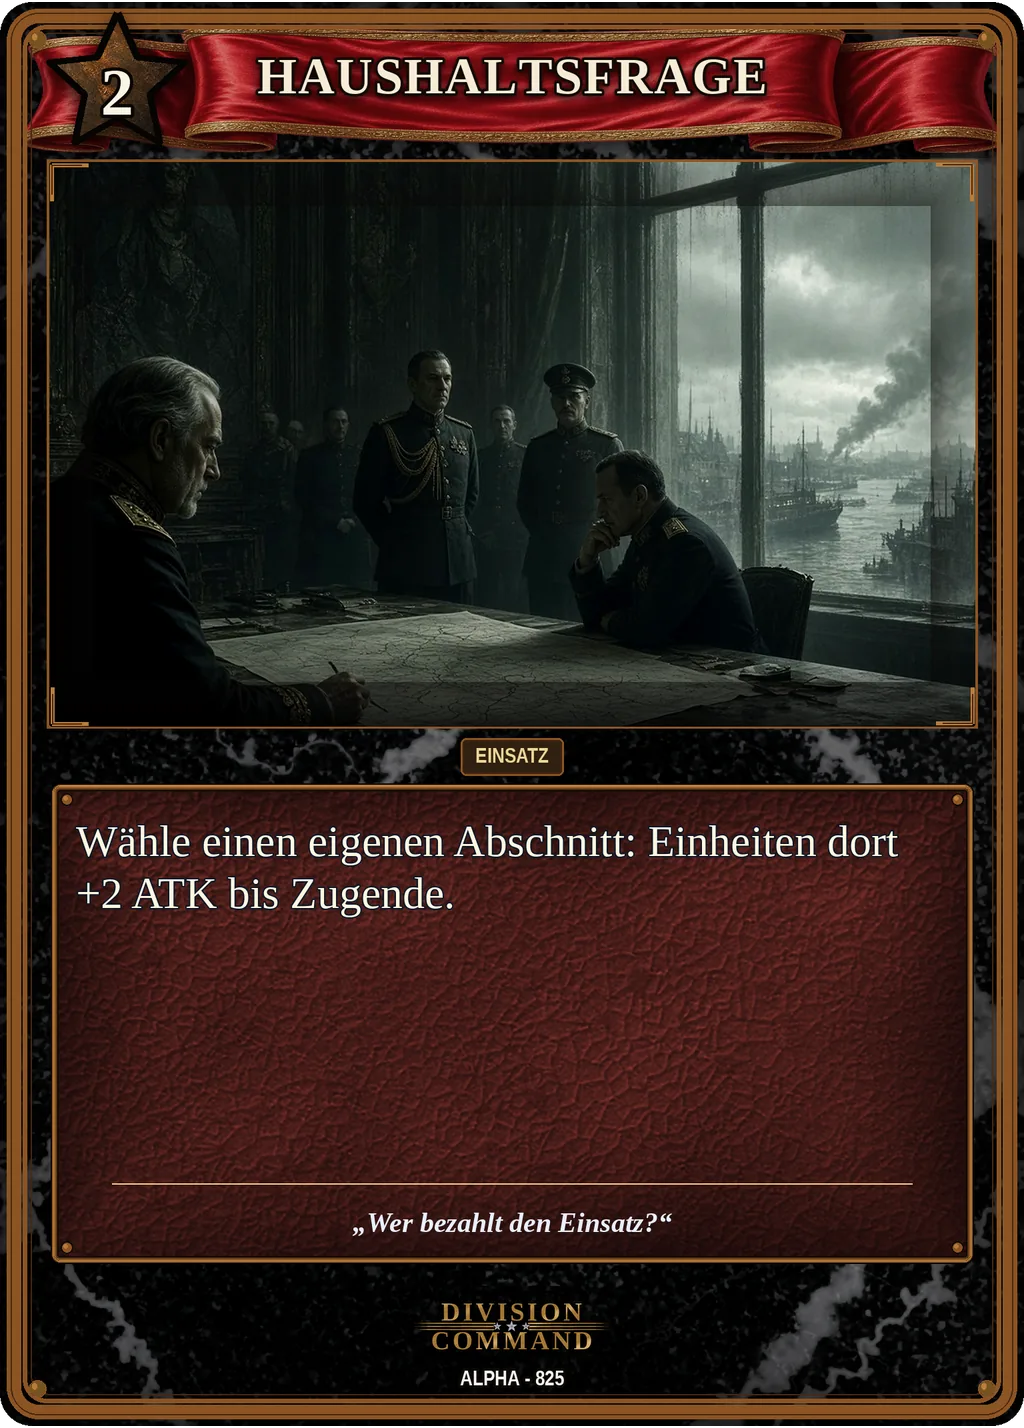 2
HAUSHALTSFRAGE
EINSATZ
Wähle einen eigenen Abschnitt: Einheiten dort
+2 ATK bis Zugende.
„Wer bezahlt den Einsatz?“
DIVISION
COMMAND
ALPHA - 825